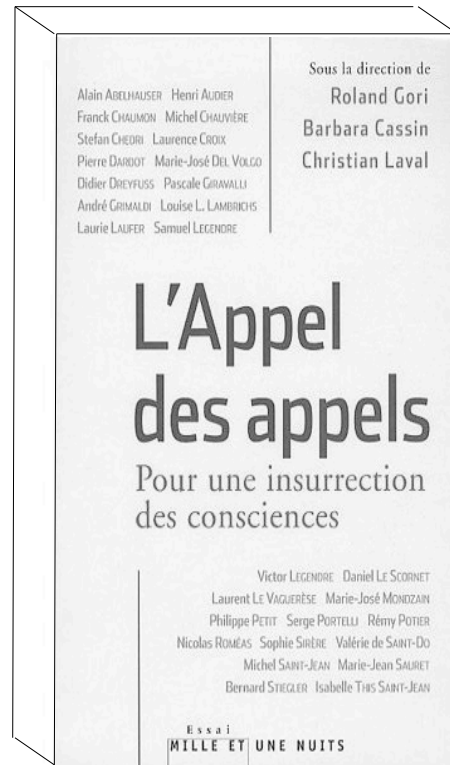 Sous la direction de
Roland Gori
Barbara Cassin
Christian Laval
Alain ABELHAUSER Henri AUDIER
Franck CHAUMON Michel CHAUVIÈRE
Stefan CHEDRI Laurence CROIX
Pierre DARDOT Marie-José DEL VOLGO
Didier DREYFUSS Pascale GIRAVALLI
André GRIMALDI Louise L. LAMBRICHS
Laurie LAUFER Samuel LEGENDRE
L'Appel
des appels
Pour une insurrection
des consciences
Victor LEGENDRE Daniel LE SCORNET
Laurent LE VAGUERÈSE Marie-José MONDZAIN
Philippe PETIT Serge PORTELLI Rémy POTIER
Nicolas ROMÉAS Sophie SIRÈRE Valérie de SAINT-DO
Michel SAINT-JEAN Marie-Jean SAURET
Bernard STIEGLER Isabelle THIS SAINT-JEAN
Essai
MILLE ET UNE NUITS